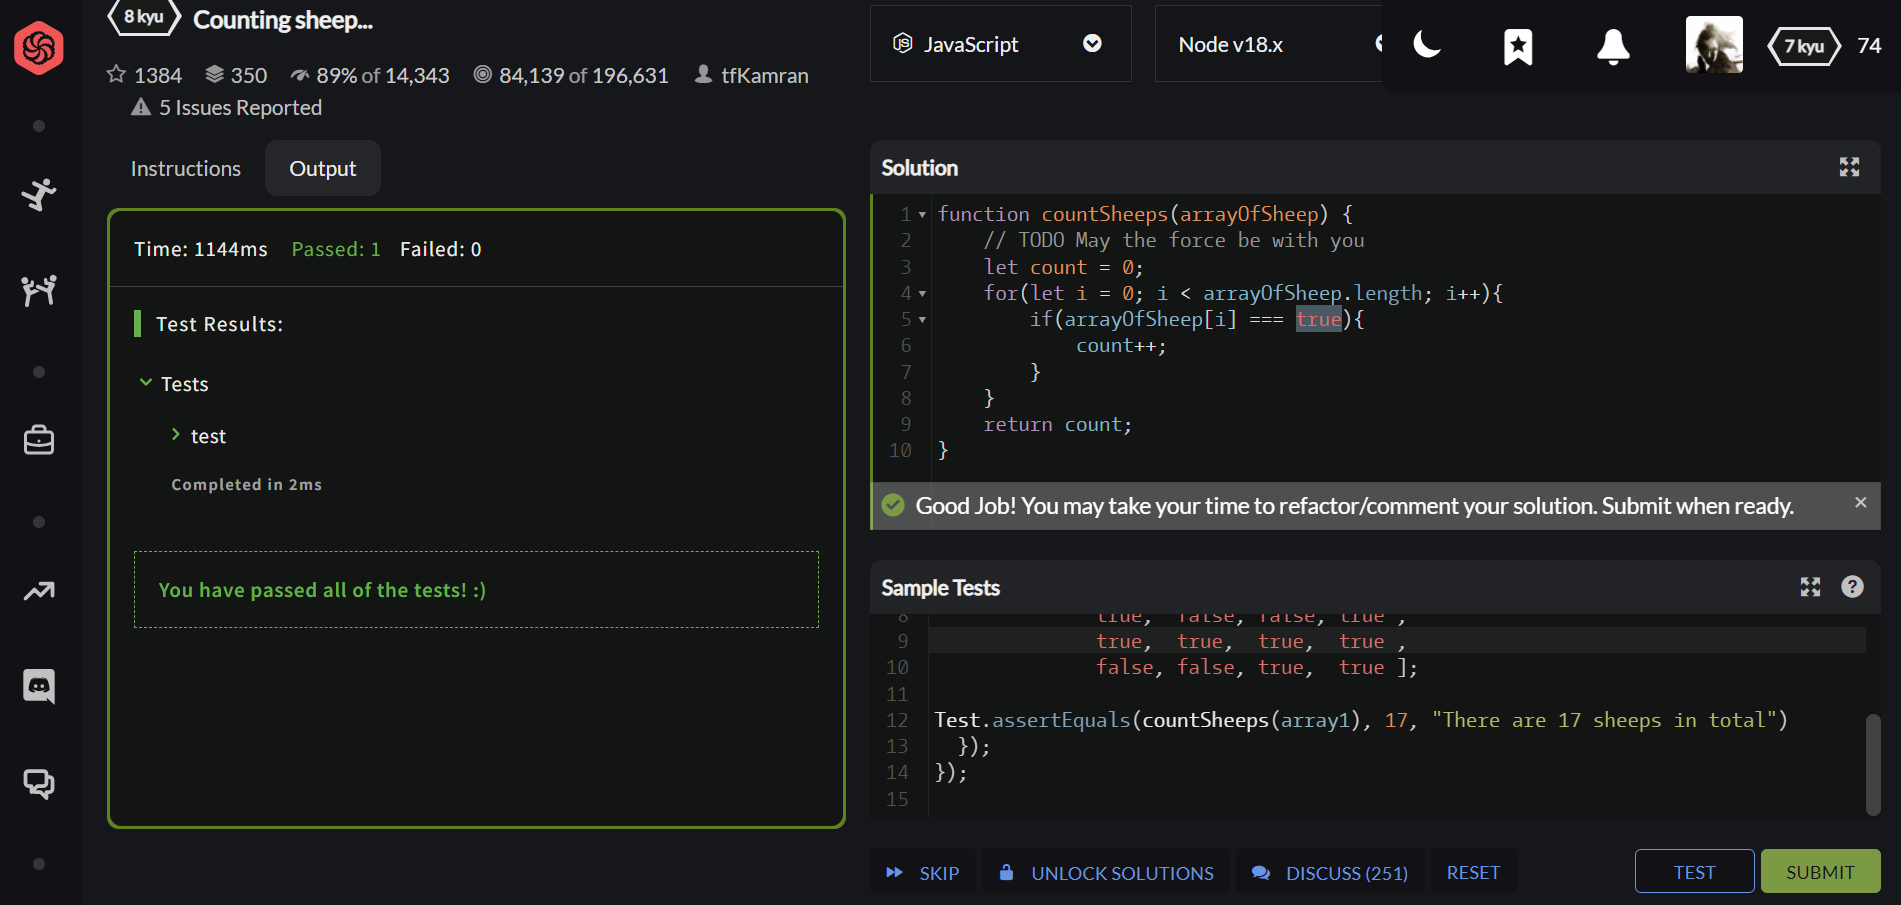 8 kyu Counting sheep...
1384 350 89% of 14,343 84,139 of 196,631 tfKamran
5 Issues Reported
JavaScript
Node v18.x
7 kyu 74
Instructions Output
Time: 1144ms Passed: 1 Failed: 0
Test Results:
Tests
test
Completed in 2ms
You have passed all of the tests! :)
Solution
1 function countSheeps(arrayOfSheep) {
2 // TODO May the force be with you
3 let count = 0;
4 for(let i = 0; i < arrayOfSheep.length; i++){
5 if(arrayOfSheep[i] === true){
6 count++;
7 }
8 }
9 return count;
10 }
Good Job! You may take your time to refactor/comment your solution. Submit when ready.
Sample Tests
8 true, false, false, true ,
9 true, true, true, true ,
10 false, false, true, true ];
11
12 Test.assertEquals(countSheeps(array1), 17, "There are 17 sheeps in total")
13 });
14 });
15
SKIP UNLOCK SOLUTIONS DISCUSS (251) RESET TEST SUBMIT